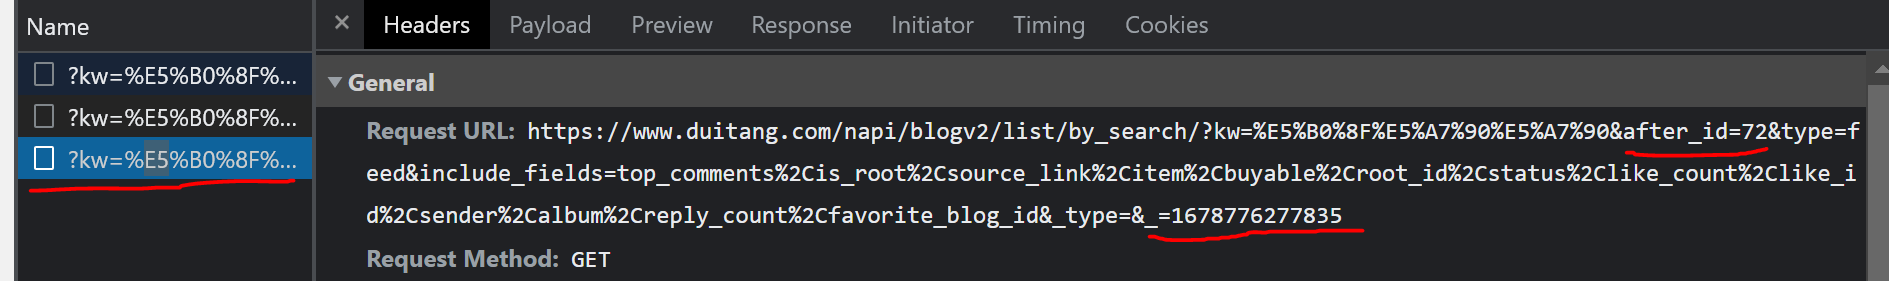 Name
× Headers Payload Preview Response Initiator Timing Cookies
?kw=%E5%B0%8F%...
?kw=%E5%B0%8F%...
?kw=%E5%B0%8F%...
▼ General
Request URL: https://www.duitang.com/napi/blogv2/list/by_search/?kw=%E5%B0%8F%E5%A7%90%E5%A7%90&after_id=72&type=f
eed&include_fields=top_comments%2Cis_root%2Csource_link%2Citem%2Cbuyable%2Croot_id%2Cstatus%2Clike_count%2Clike_i
d%2Csender%2Calbum%2Creply_count%2Cfavorite_blog_id&_type=&_=1678776277835
Request Method: GET